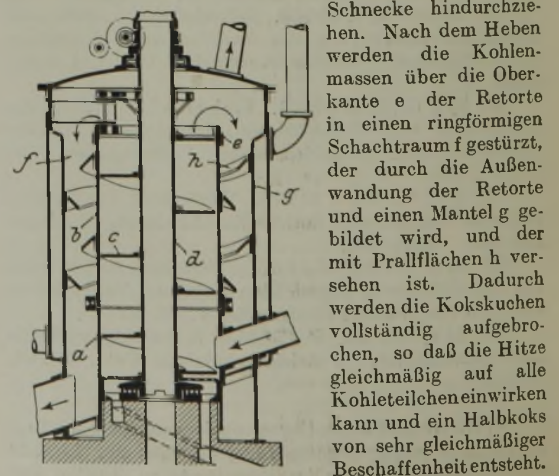 Schnecke hindurchzie-
hen. Nach dem Heben
werden die Kohlen-
massen über die Ober-
kante e der Retorte
in einen ringförmigen
Schachtraum f gestürzt,
der durch die Außen-
wandung der Retorte
und einen Mantel g ge-
bildet wird, und der
mit Prallflächen h ver-
sehen ist. Dadurch
werden die Kokskuchen
vollständig aufgebro-
chen, so daß die Hitze
gleichmäßig auf alle
Kohleteilchen einwirken
kann und ein Halbkoks
von sehr gleichmäßiger
Beschaffenheit entsteht.
e
h
f
g
b
c
d
a